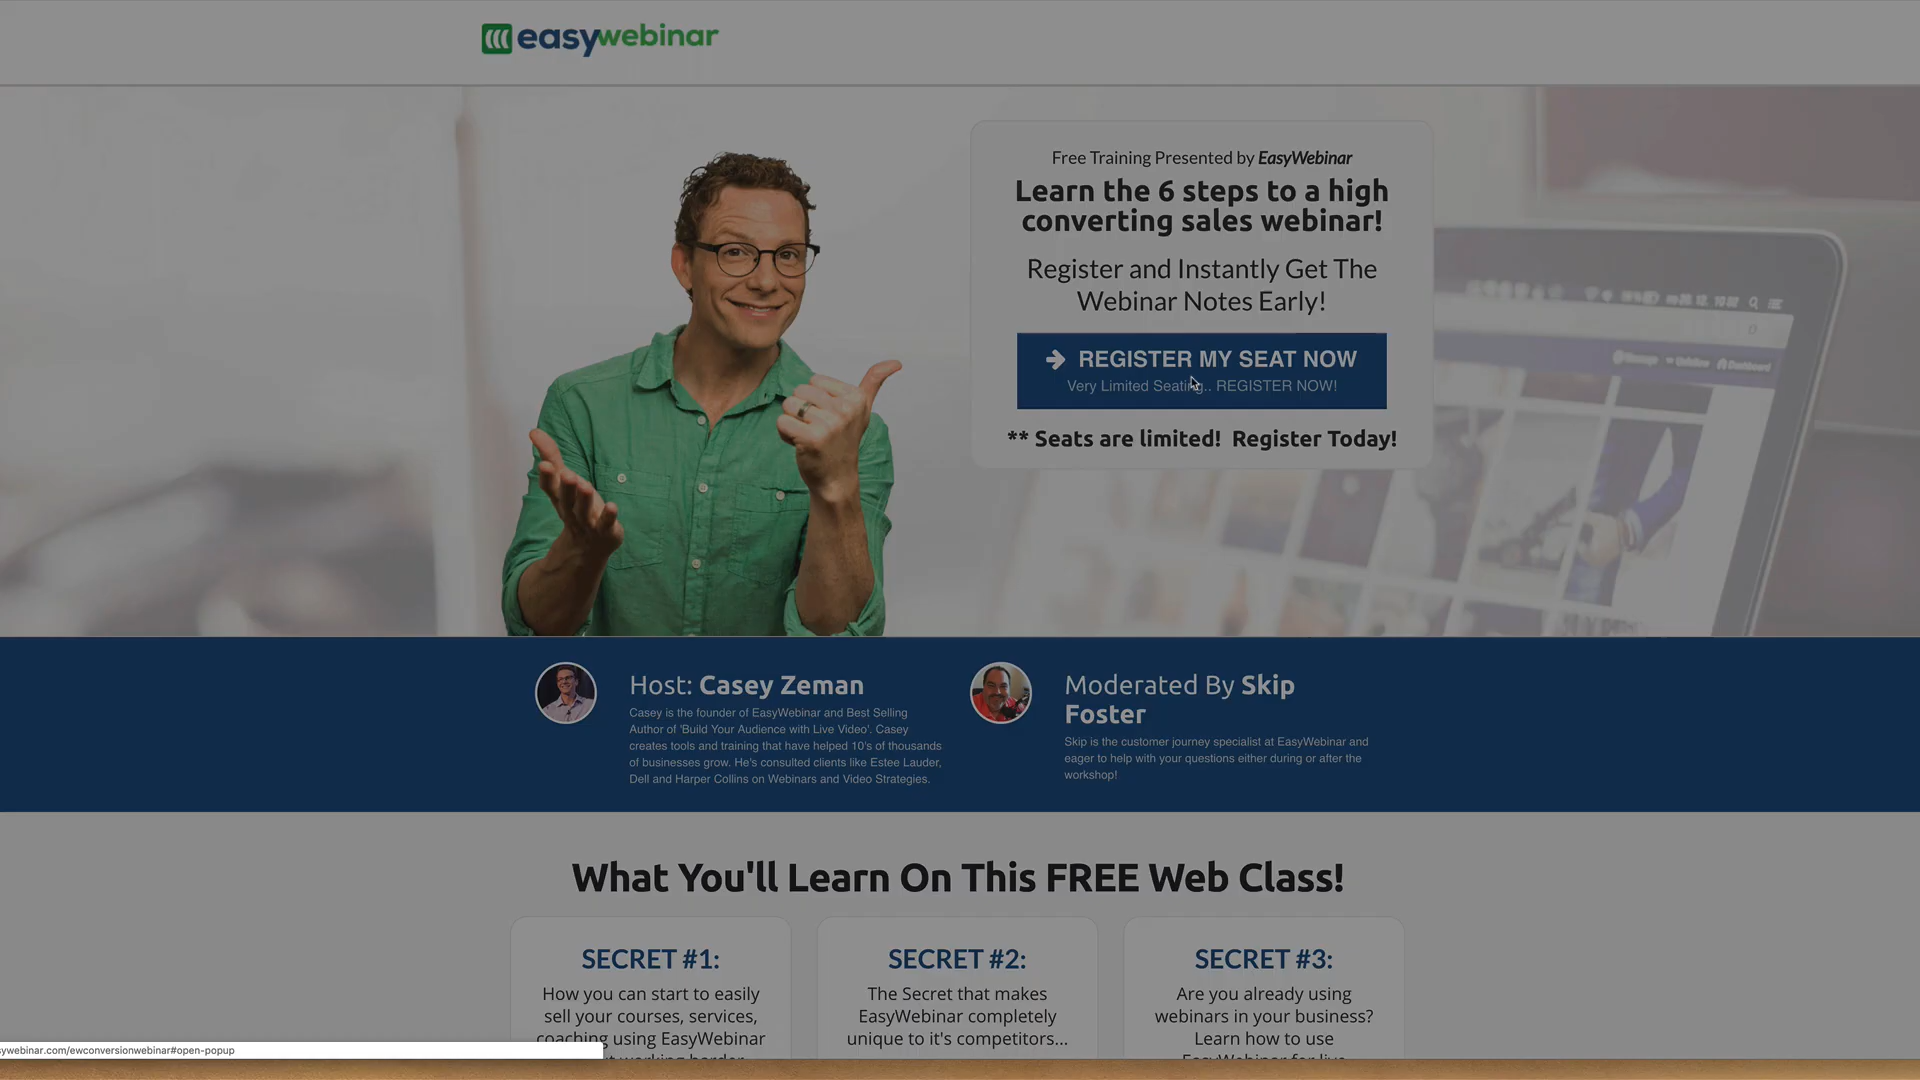 easywebinar
Free Training Presented by EasyWebinar
Learn the 6 steps to a high
converting sales webinar!
Register and Instantly Get The
Webinar Notes Early!
REGISTER MY SEAT NOW
Very Limited Seating.. REGISTER NOW!
** Seats are limited! Register Today!
Host: Casey Zeman
Casey is the founder of EasyWebinar and Best Selling
Author of 'Build Your Audience with Live Video'. Casey
creates tools and training that have helped 10's of thousands
of businesses grow. He's consulted clients like Estee Lauder,
Dell and Harper Collins on Webinars and Video Strategies.
Moderated By Skip
Foster
Skip is the customer journey specialist at EasyWebinar and
eager to help with your questions either during or after the
workshop!
What You'll Learn On This FREE Web Class!
SECRET #1:
How you can start to easily
sell your courses, services,
coaching using EasyWebinar
working harder
SECRET #2:
The Secret that makes
EasyWebinar completely
unique to it's competitors...
SECRET #3:
Are you already using
webinars in your business?
Learn how to use
EasyWebinar for live
ywebinar.com/ewconversionwebinar#open-popup